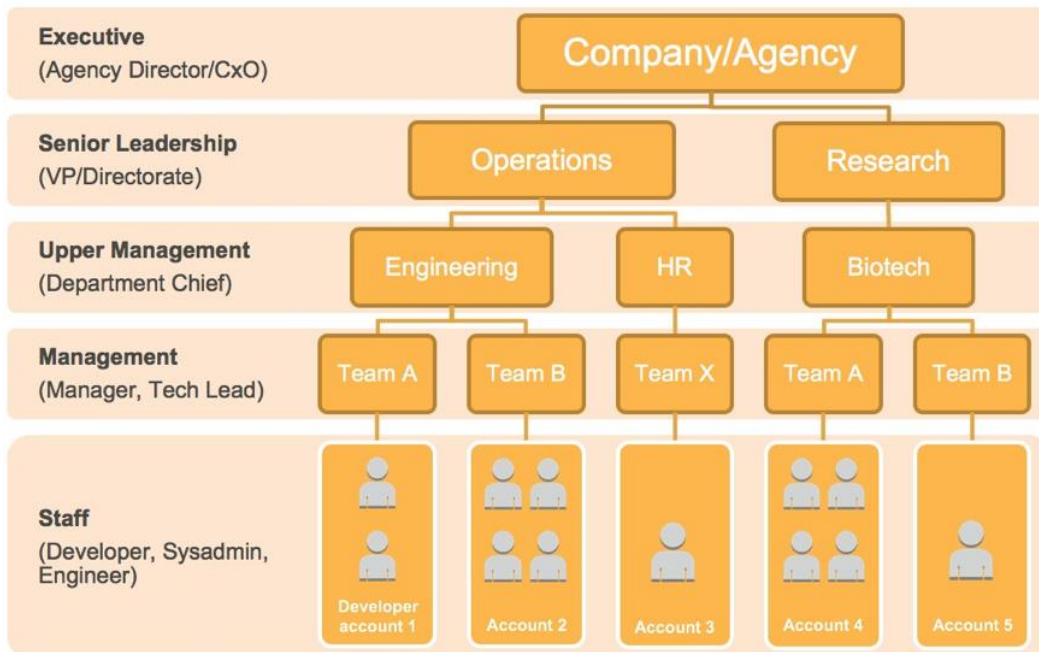 Executive
(Agency Director/CxO)
Company/Agency
Senior Leadership
(VP/Directorate)
Operations
Research
Upper Management
(Department Chief)
Engineering
HR
Biotech
Management
(Manager, Tech Lead)
Team A
Team B
Team X
Team A
Team B
Staff
(Developer, Sysadmin,
Engineer)
Developer
account 1
Account 2
Account 3
Account 4
Account 5